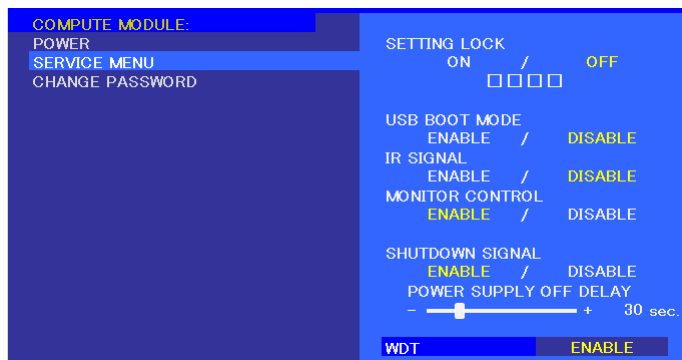 COMPUTE MODULE:
POWER
SERVICE MENU
CHANGE PASSWORD
SETTING LOCK
ON / OFF
□□□□
USB BOOT MODE
ENABLE / DISABLE
IR SIGNAL
ENABLE / DISABLE
MONITOR CONTROL
ENABLE / DISABLE
SHUTDOWN SIGNAL
ENABLE / DISABLE
POWER SUPPLY OFF DELAY
- + 30 sec.
WDT ENABLE